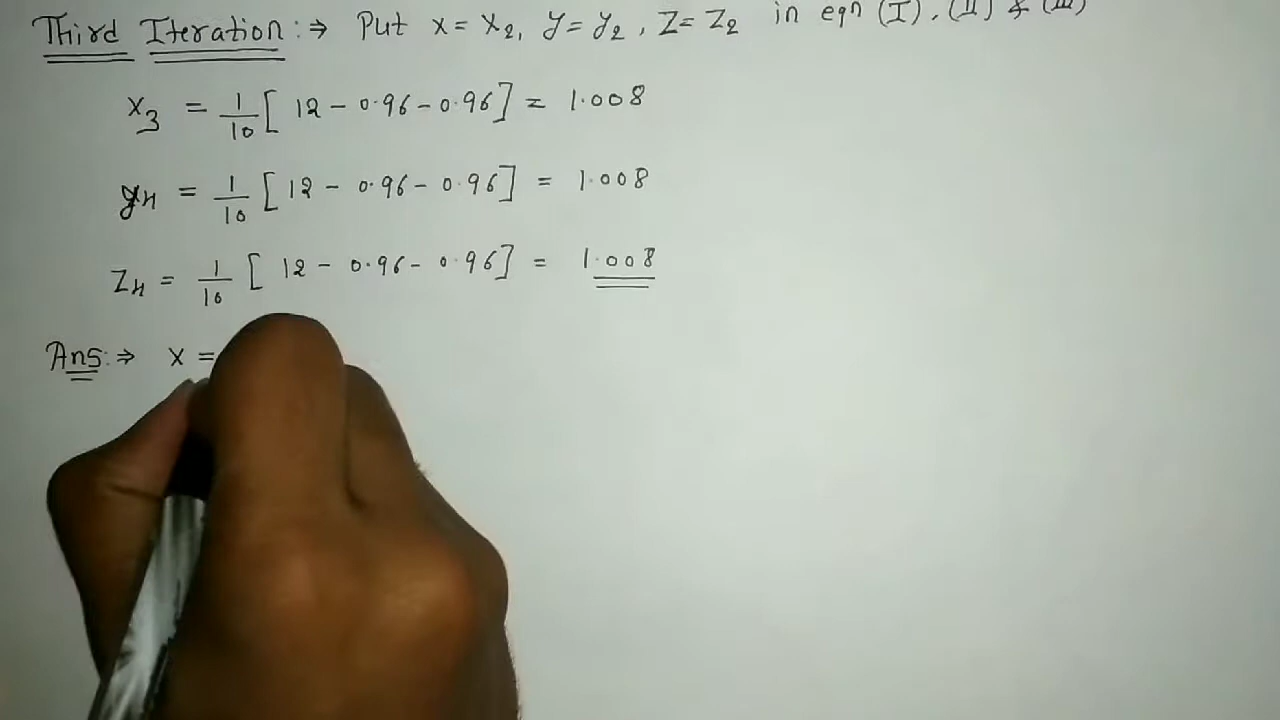 Third Iteration :⇒ Put x = x₂, y = y₂, z = z₂ in eqn (I), (II) & (III)
x₃ = 1/10 [ 12 - 0.96 - 0.96 ] = 1.008
y₄ = 1/10 [ 12 - 0.96 - 0.96 ] = 1.008
z₄ = 1/10 [ 12 - 0.96 - 0.96 ] = 1.008
Ans :⇒ x =